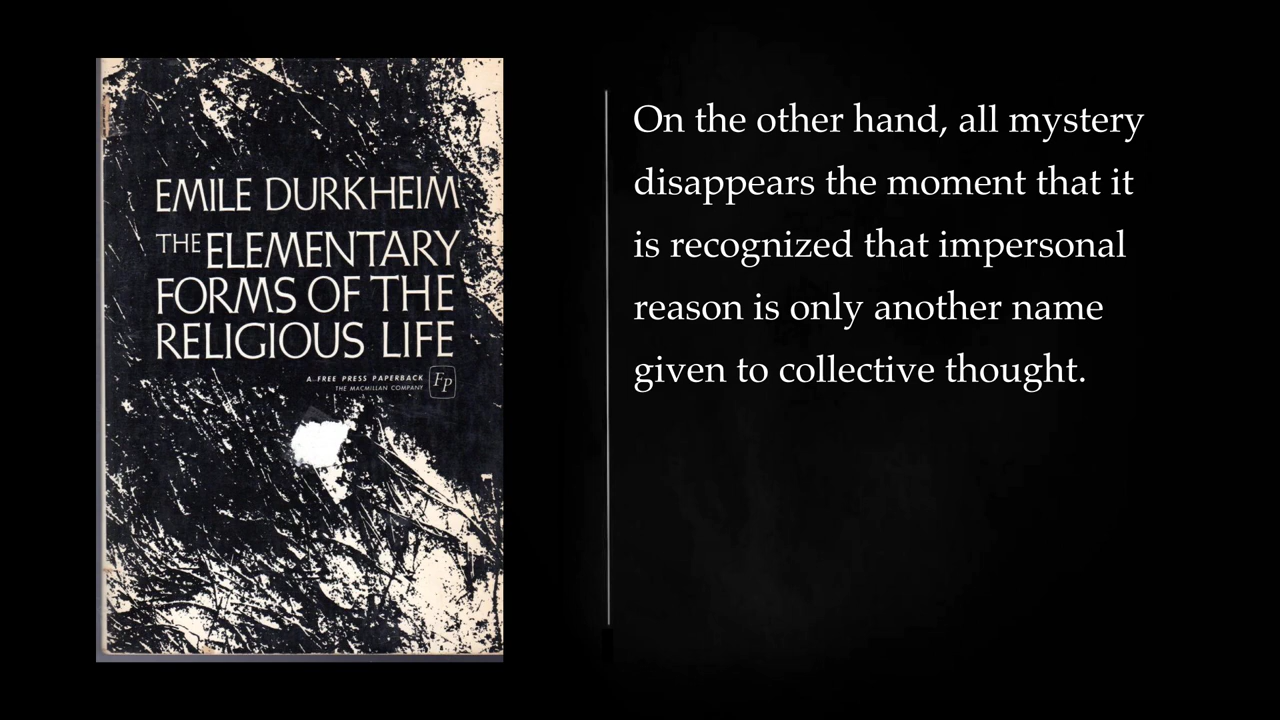 EMILE DURKHEIM
THE ELEMENTARY
FORMS OF THE
RELIGIOUS LIFE
A FREE PRESS PAPERBACK
THE MACMILLAN COMPANY
FP
On the other hand, all mystery
disappears the moment that it
is recognized that impersonal
reason is only another name
given to collective thought.